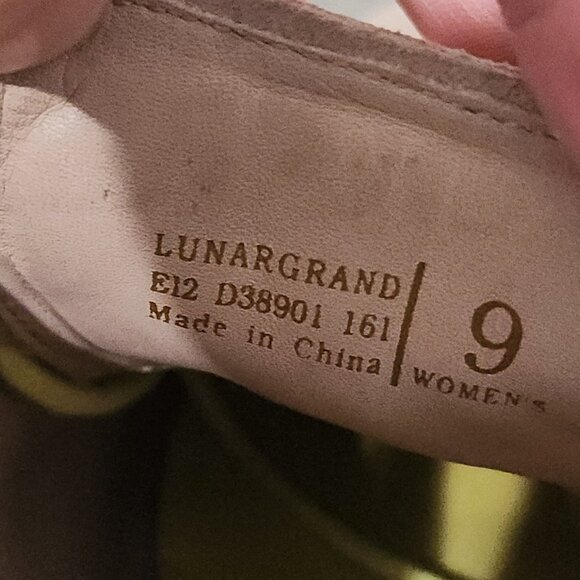 LUNARGRAND
E12 D38901 161
Made in China
9
WOMEN'S